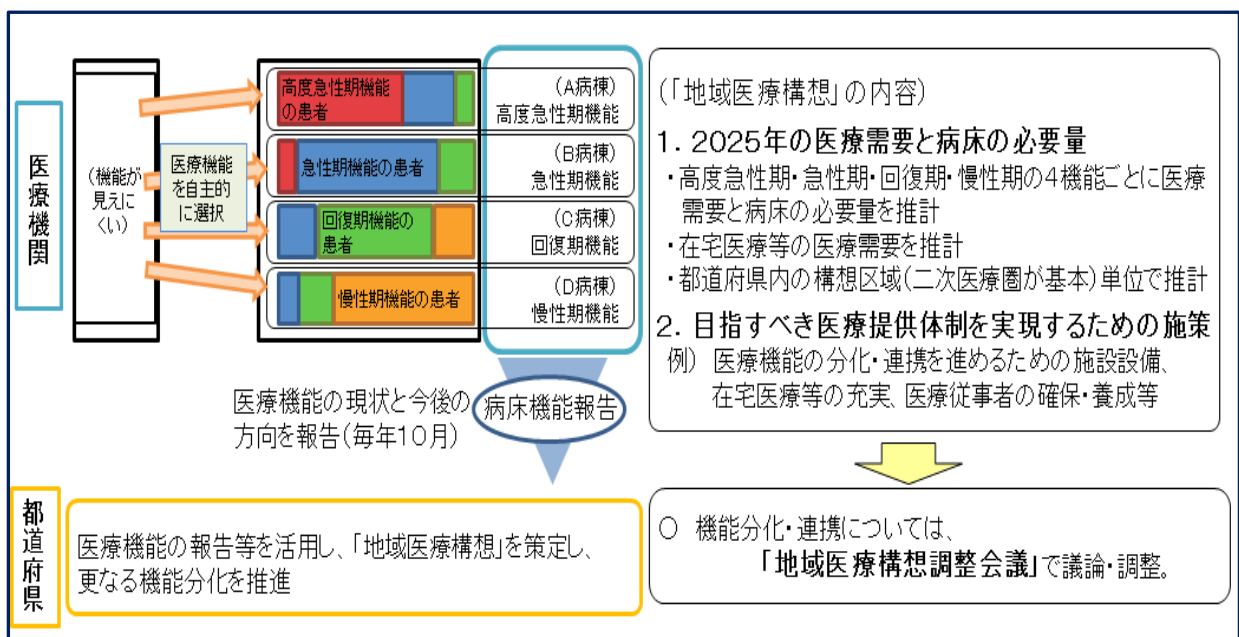 医療機関
(機能が
見えに
くい)
医療機能
を自主的
に選択
高度急性期機能
の患者
(A病棟)
高度急性期機能
急性期機能の患者
(B病棟)
急性期機能
回復期機能の
患者
(C病棟)
回復期機能
慢性期機能の患者
(D病棟)
慢性期機能
医療機能の現状と今後の
方向を報告(毎年10月)
病床機能報告
都道府県
医療機能の報告等を活用し、「地域医療構想」を策定し、
更なる機能分化を推進
(「地域医療構想」の内容)
1. 2025年の医療需要と病床の必要量
・高度急性期・急性期・回復期・慢性期の4機能ごとに医療
需要と病床の必要量を推計
・在宅医療等の医療需要を推計
・都道府県内の構想区域(二次医療圏が基本)単位で推計
2. 目指すべき医療提供体制を実現するための施策
例) 医療機能の分化・連携を進めるための施設設備、
在宅医療等の充実、医療従事者の確保・養成等
○ 機能分化・連携については、
「地域医療構想調整会議」で議論・調整。